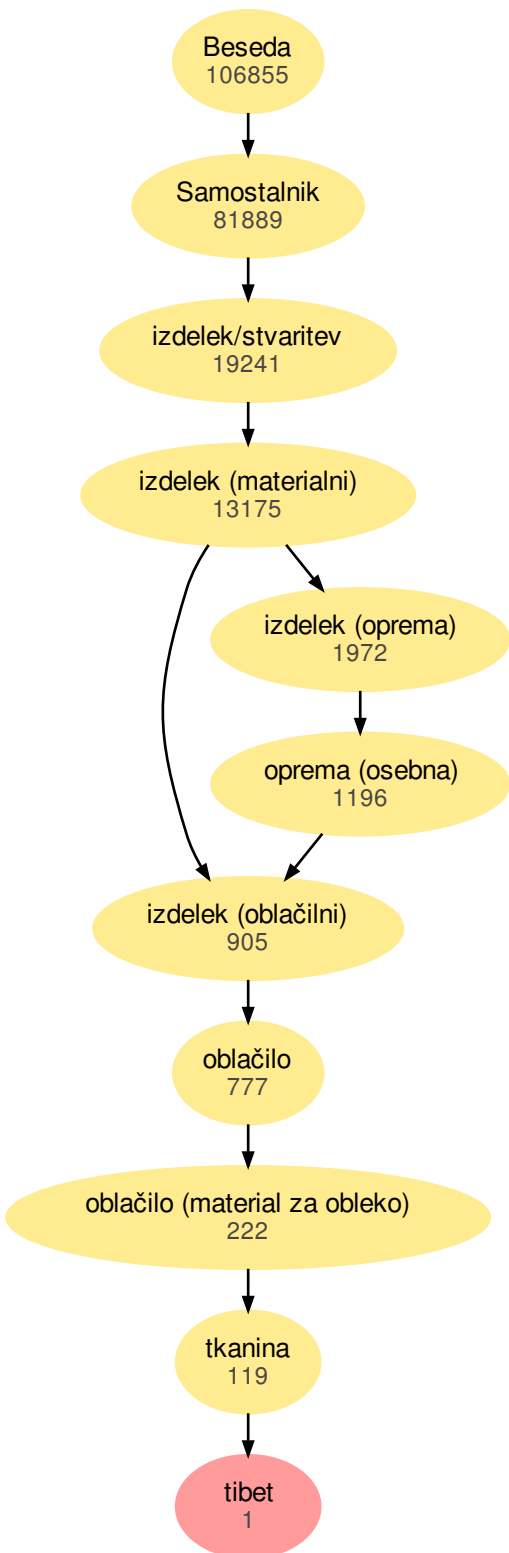 Beseda
106855
Samostalnik
81889
izdelek/stvaritev
19241
izdelek (materialni)
13175
izdelek (oprema)
1972
oprema (osebna)
1196
izdelek (oblačilni)
905
oblačilo
777
oblačilo (material za obleko)
222
tkanina
119
tibet
1